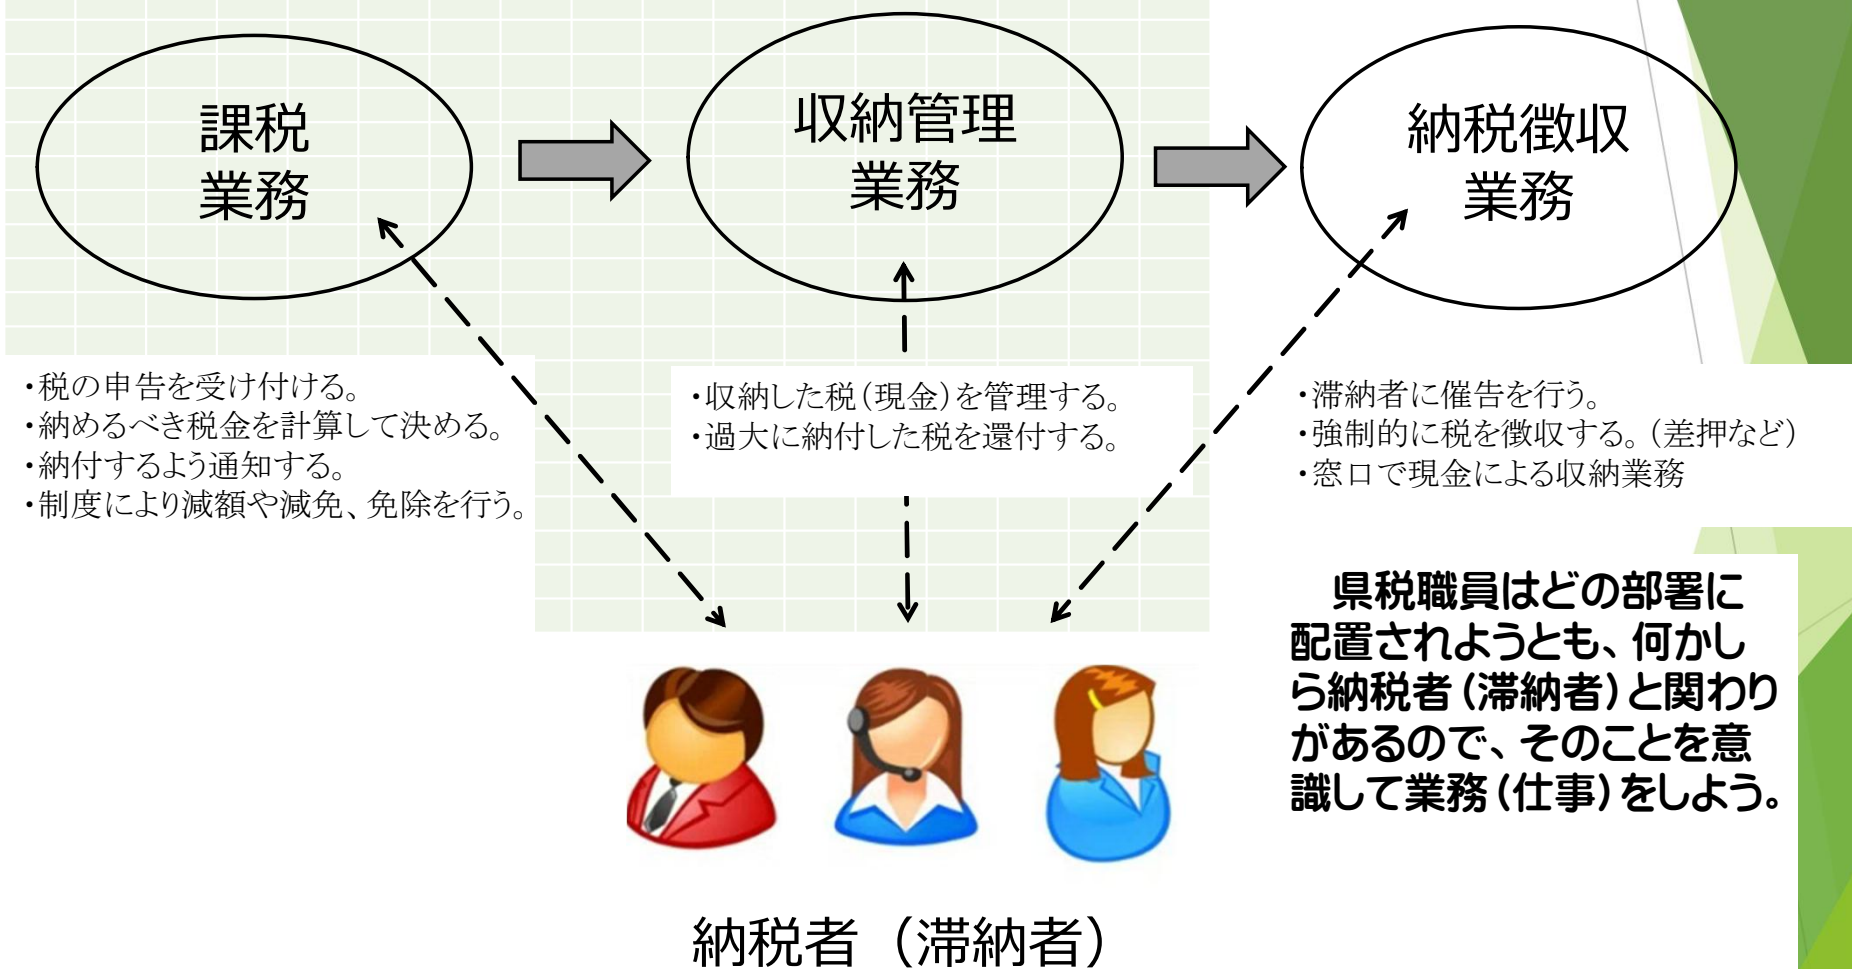 課税
業務
収納管理
業務
納税徴収
業務
・税の申告を受け付ける。
・納めるべき税金を計算して決める。
・納付するよう通知する。
・制度により減額や減免、免除を行う。
・収納した税(現金)を管理する。
・過大に納付した税を還付する。
・滞納者に催告を行う。
・強制的に税を徴収する。(差押など)
・窓口で現金による収納業務
県税職員はどの部署に
配置されようとも、何かし
ら納税者(滞納者)と関わり
があるので、そのことを意
識して業務(仕事)をしよう。
納税者（滞納者）